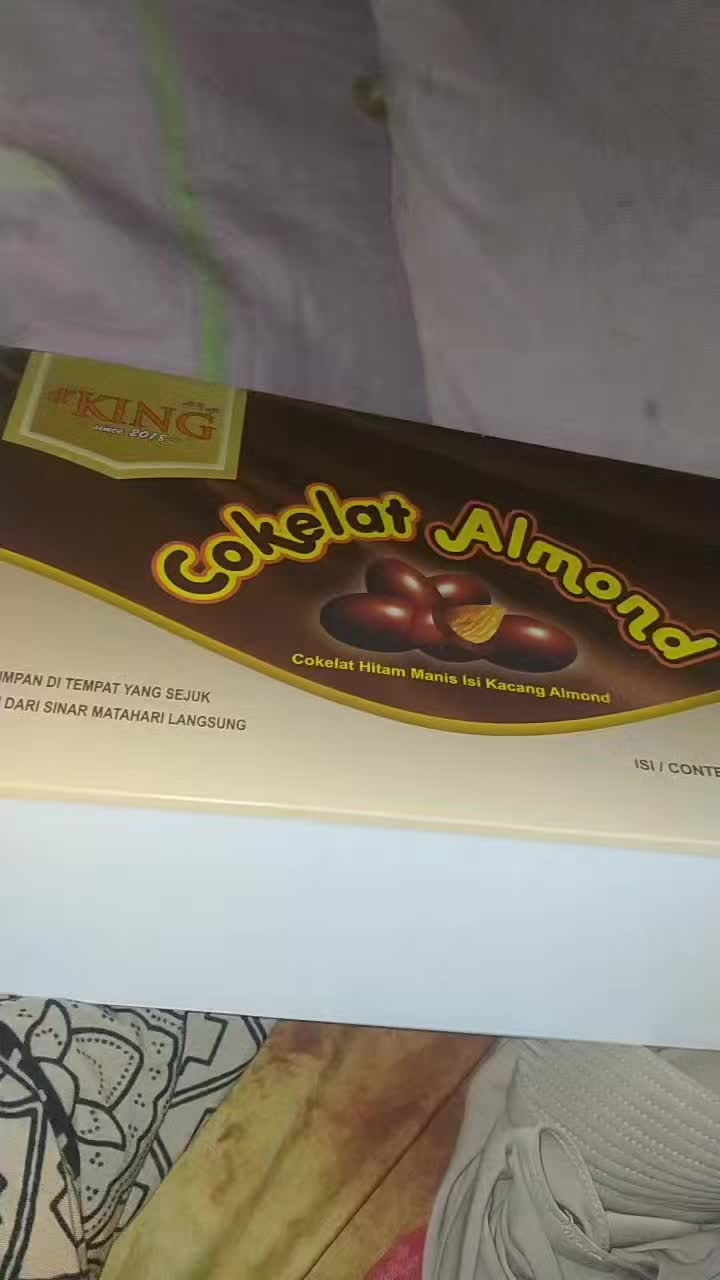 KING
since 2018
Cokelat Almond
Cokelat Hitam Manis Isi Kacang Almond
IMPAN DI TEMPAT YANG SEJUK
DARI SINAR MATAHARI LANGSUNG
ISI / CONTE